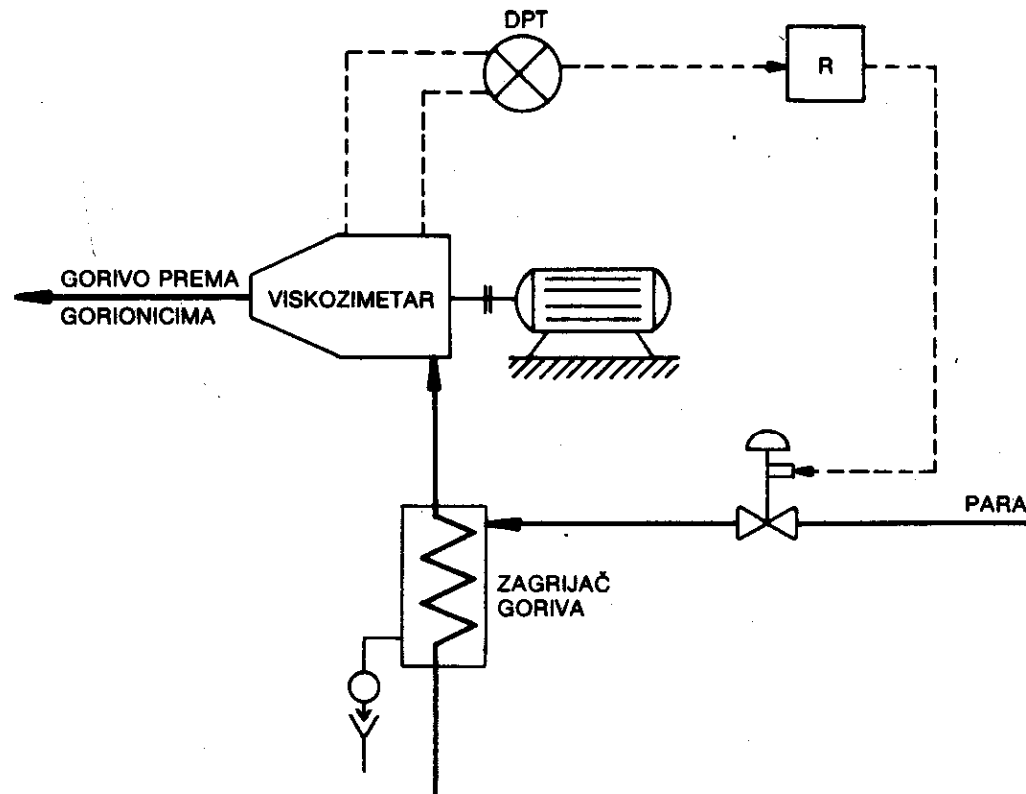 DPT
R
GORIVO PREMA
GORIONICIMA
VISKOZIMETAR
PARA
ZAGRIJAČ
GORIVA